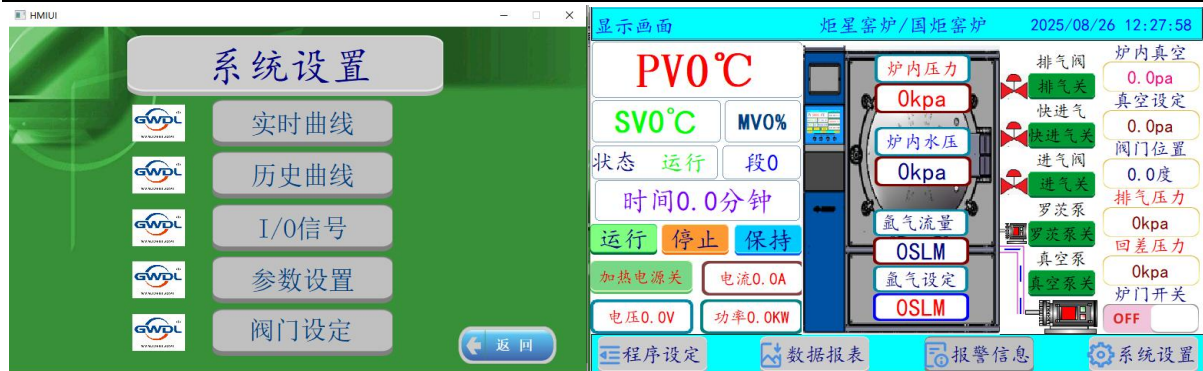 HMIUI
系统设置
GWDL
实时曲线
GWDL
历史曲线
GWDL
I/O信号
GWDL
参数设置
GWDL
阀门设定
返回
显示画面
炬星窑炉/国炬窑炉
2025/08/26 12:27:58
PV0℃
SV0℃
MV0%
状态 运行
段0
时间0.0分钟
运行
停止
保持
加热电源关
电流0.0A
电压0.0V
功率0.0KW
炉内压力
0kpa
炉内水压
0kpa
氩气流量
0SLM
氩气设定
0SLM
排气阀
排气关
快进气
快进气关
进气阀
进气关
罗茨泵
罗茨泵关
真空泵
真空泵关
炉内真空
0.0pa
真空设定
0.0pa
阀门位置
0.0度
排气压力
0kpa
回差压力
0kpa
炉门开关
OFF
程序设定
数据报表
报警信息
系统设置